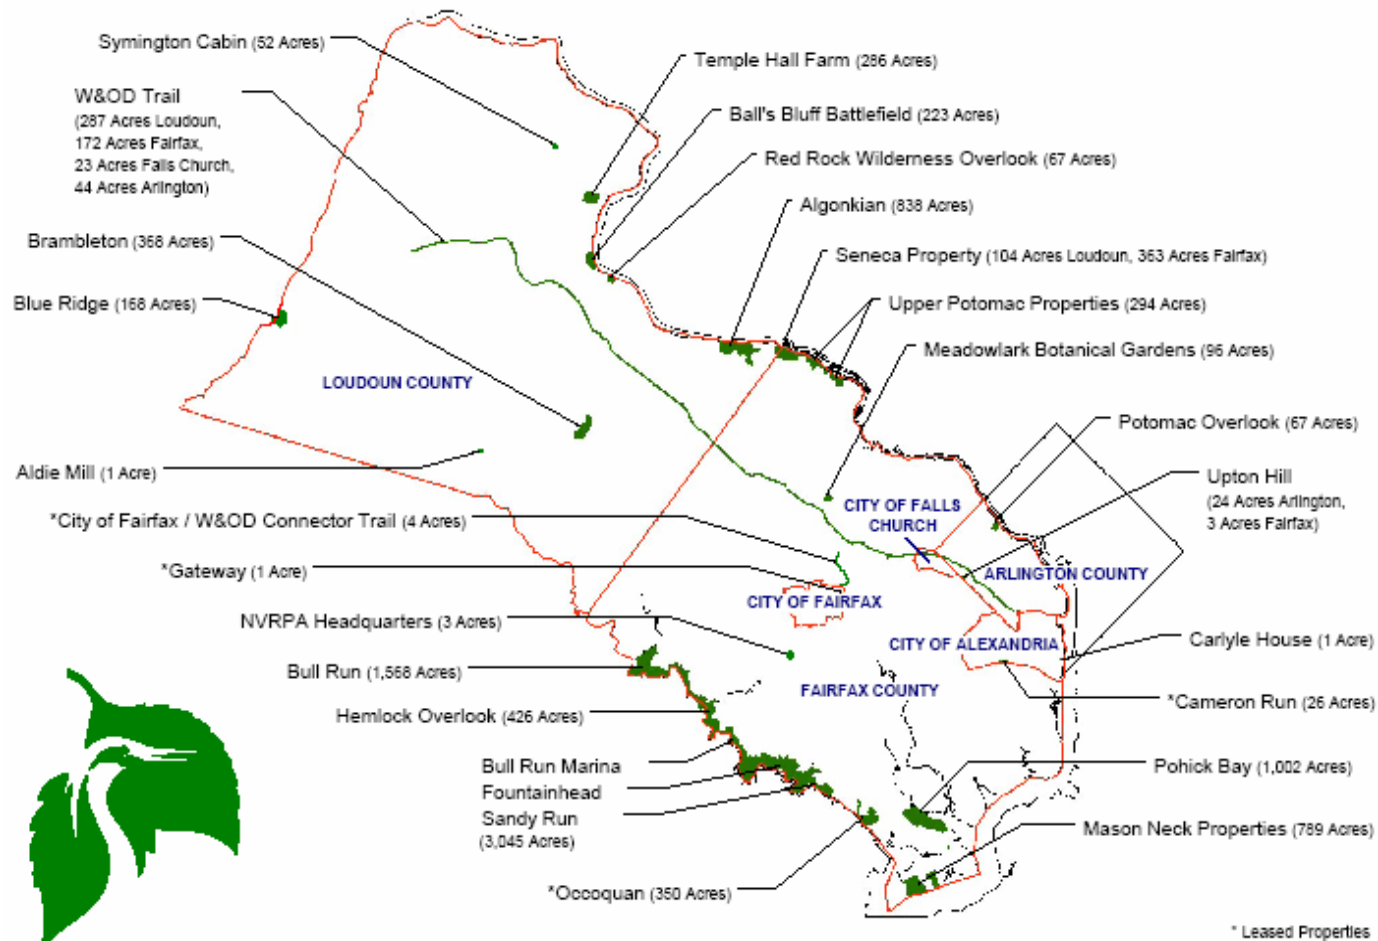 Symington Cabin (52 Acres)
W&OD Trail
(287 Acres Loudoun,
172 Acres Fairfax,
23 Acres Falls Church,
44 Acres Arlington)
Brambleton (368 Acres)
Blue Ridge (168 Acres)
Aldie Mill (1 Acre)
*City of Fairfax / W&OD Connector Trail (4 Acres)
*Gateway (1 Acre)
NVRPA Headquarters (3 Acres)
Bull Run (1,568 Acres)
Hemlock Overlook (426 Acres)
Bull Run Marina
Fountainhead
Sandy Run
(3,045 Acres)
*Occoquan (350 Acres)
Temple Hall Farm (286 Acres)
Ball's Bluff Battlefield (223 Acres)
Red Rock Wilderness Overlook (67 Acres)
Algonkian (838 Acres)
Seneca Property (104 Acres Loudoun, 363 Acres Fairfax)
Upper Potomac Properties (294 Acres)
Meadowlark Botanical Gardens (96 Acres)
Potomac Overlook (67 Acres)
Upton Hill
(24 Acres Arlington,
3 Acres Fairfax)
Carlyle House (1 Acre)
*Cameron Run (26 Acres)
Pohick Bay (1,002 Acres)
Mason Neck Properties (789 Acres)
LOUDOUN COUNTY
CITY OF FALLS
CHURCH
ARLINGTON COUNTY
CITY OF FAIRFAX
CITY OF ALEXANDRIA
FAIRFAX COUNTY
* Leased Properties